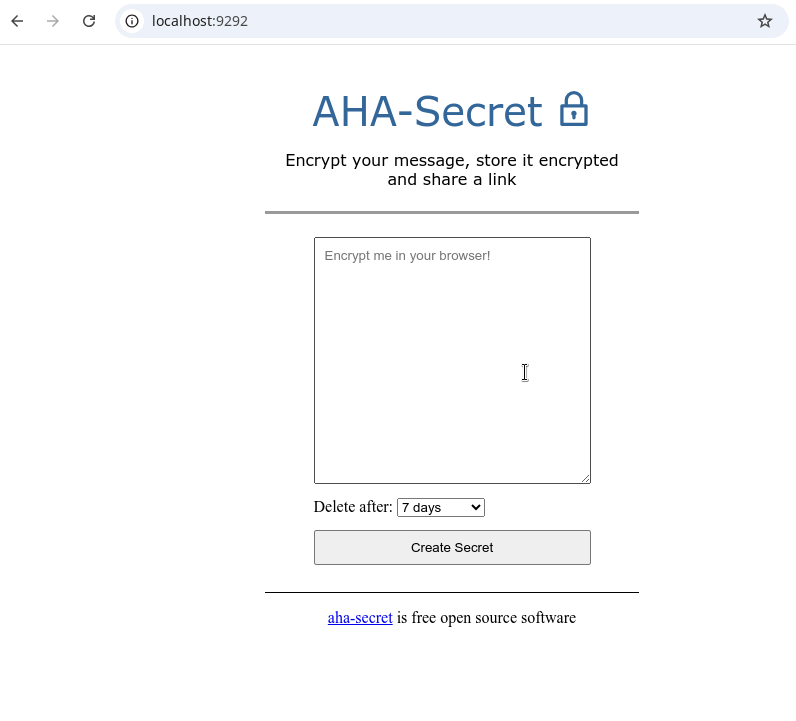 localhost:9292
AHA-Secret
Encrypt your message, store it encrypted
and share a link
Encrypt me in your browser!
Delete after: 7 days
Create Secret
aha-secret is free open source software